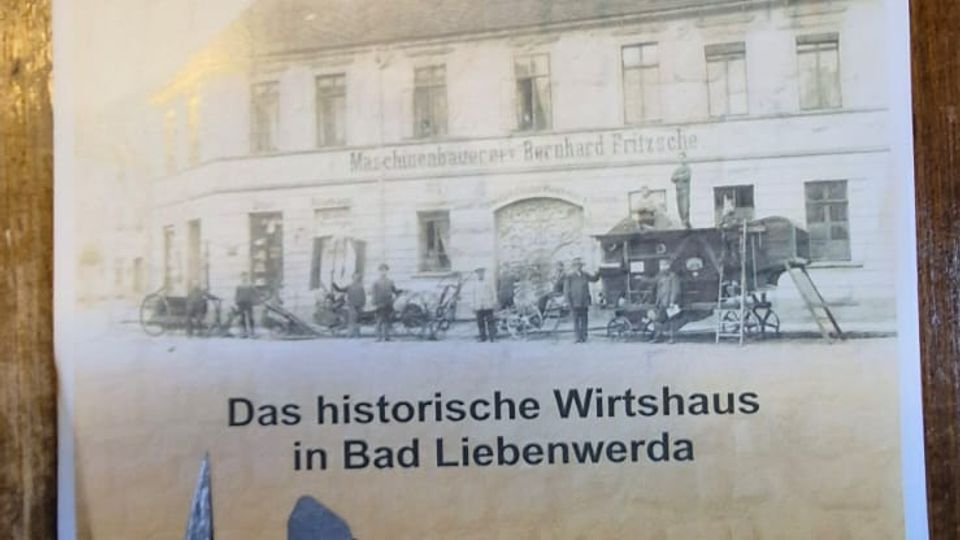 Maschinenbauerei Bernhard Fritzsche
Das historische Wirtshaus
in Bad Liebenwerda